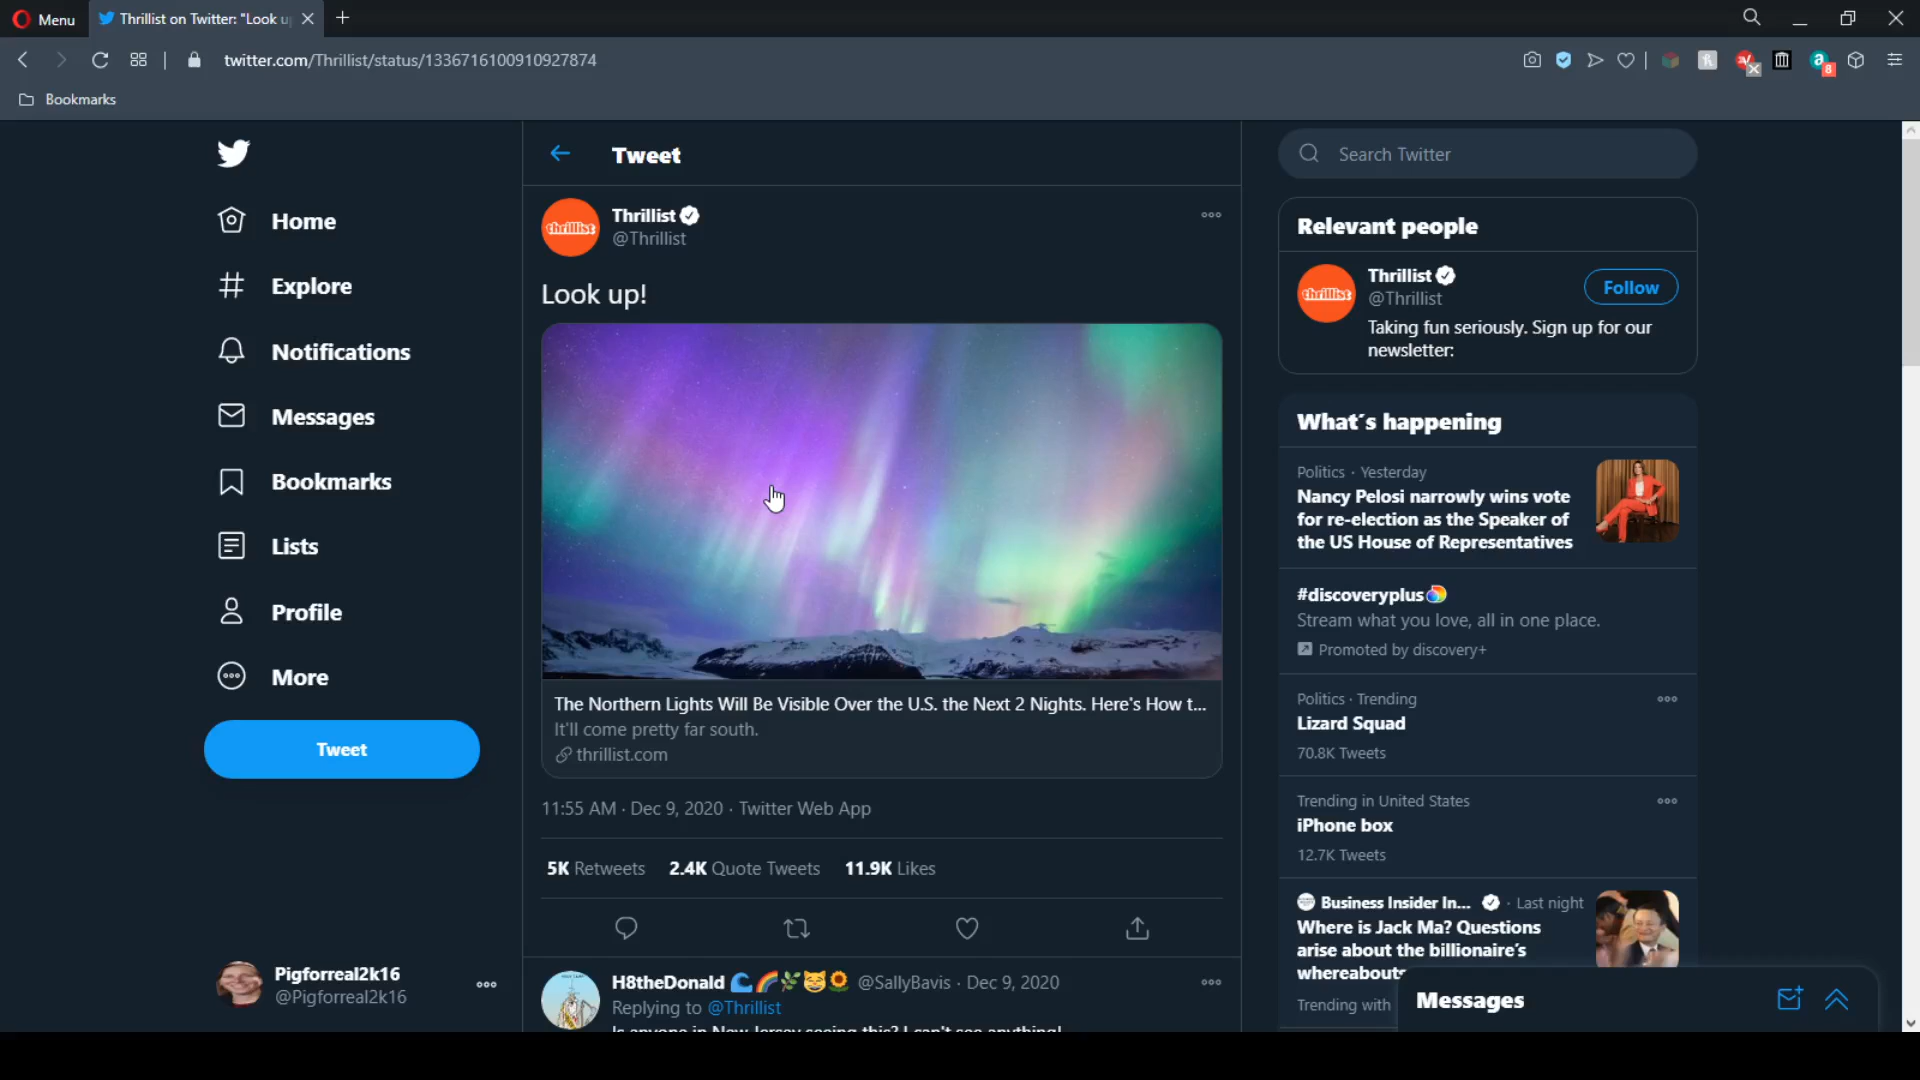 Menu
Thrillist on Twitter: "Look u
twitter.com/Thrillist/status/1336716100910927874
8
Bookmarks
Home
Explore
Notifications
Messages
Bookmarks
Lists
Profile
More
Tweet
Pigforreal2k16
@Pigforreal2k16
Tweet
thrillist
Thrillist
@Thrillist
Look up!
The Northern Lights Will Be Visible Over the U.S. the Next 2 Nights. Here's How t...
It'll come pretty far south.
thrillist.com
11:55 AM · Dec 9, 2020 · Twitter Web App
5K Retweets 2.4K Quote Tweets 11.9K Likes
H8theDonald 🌊🌈🌿😸🌻 @SallyBavis · Dec 9, 2020
Replying to @Thrillist
Is anyone in New Jersey seeing this? I can't see anything!
Search Twitter
Relevant people
thrillist
Thrillist
@Thrillist
Follow
Taking fun seriously. Sign up for our
newsletter:
What's happening
Politics · Yesterday
Nancy Pelosi narrowly wins vote
for re-election as the Speaker of
the US House of Representatives
#discoveryplus
Stream what you love, all in one place.
Promoted by discovery+
Politics · Trending
Lizard Squad
70.8K Tweets
Trending in United States
iPhone box
12.7K Tweets
Business Insider In... · Last night
Where is Jack Ma? Questions
arise about the billionaire's
whereabouts
Trending with
Messages